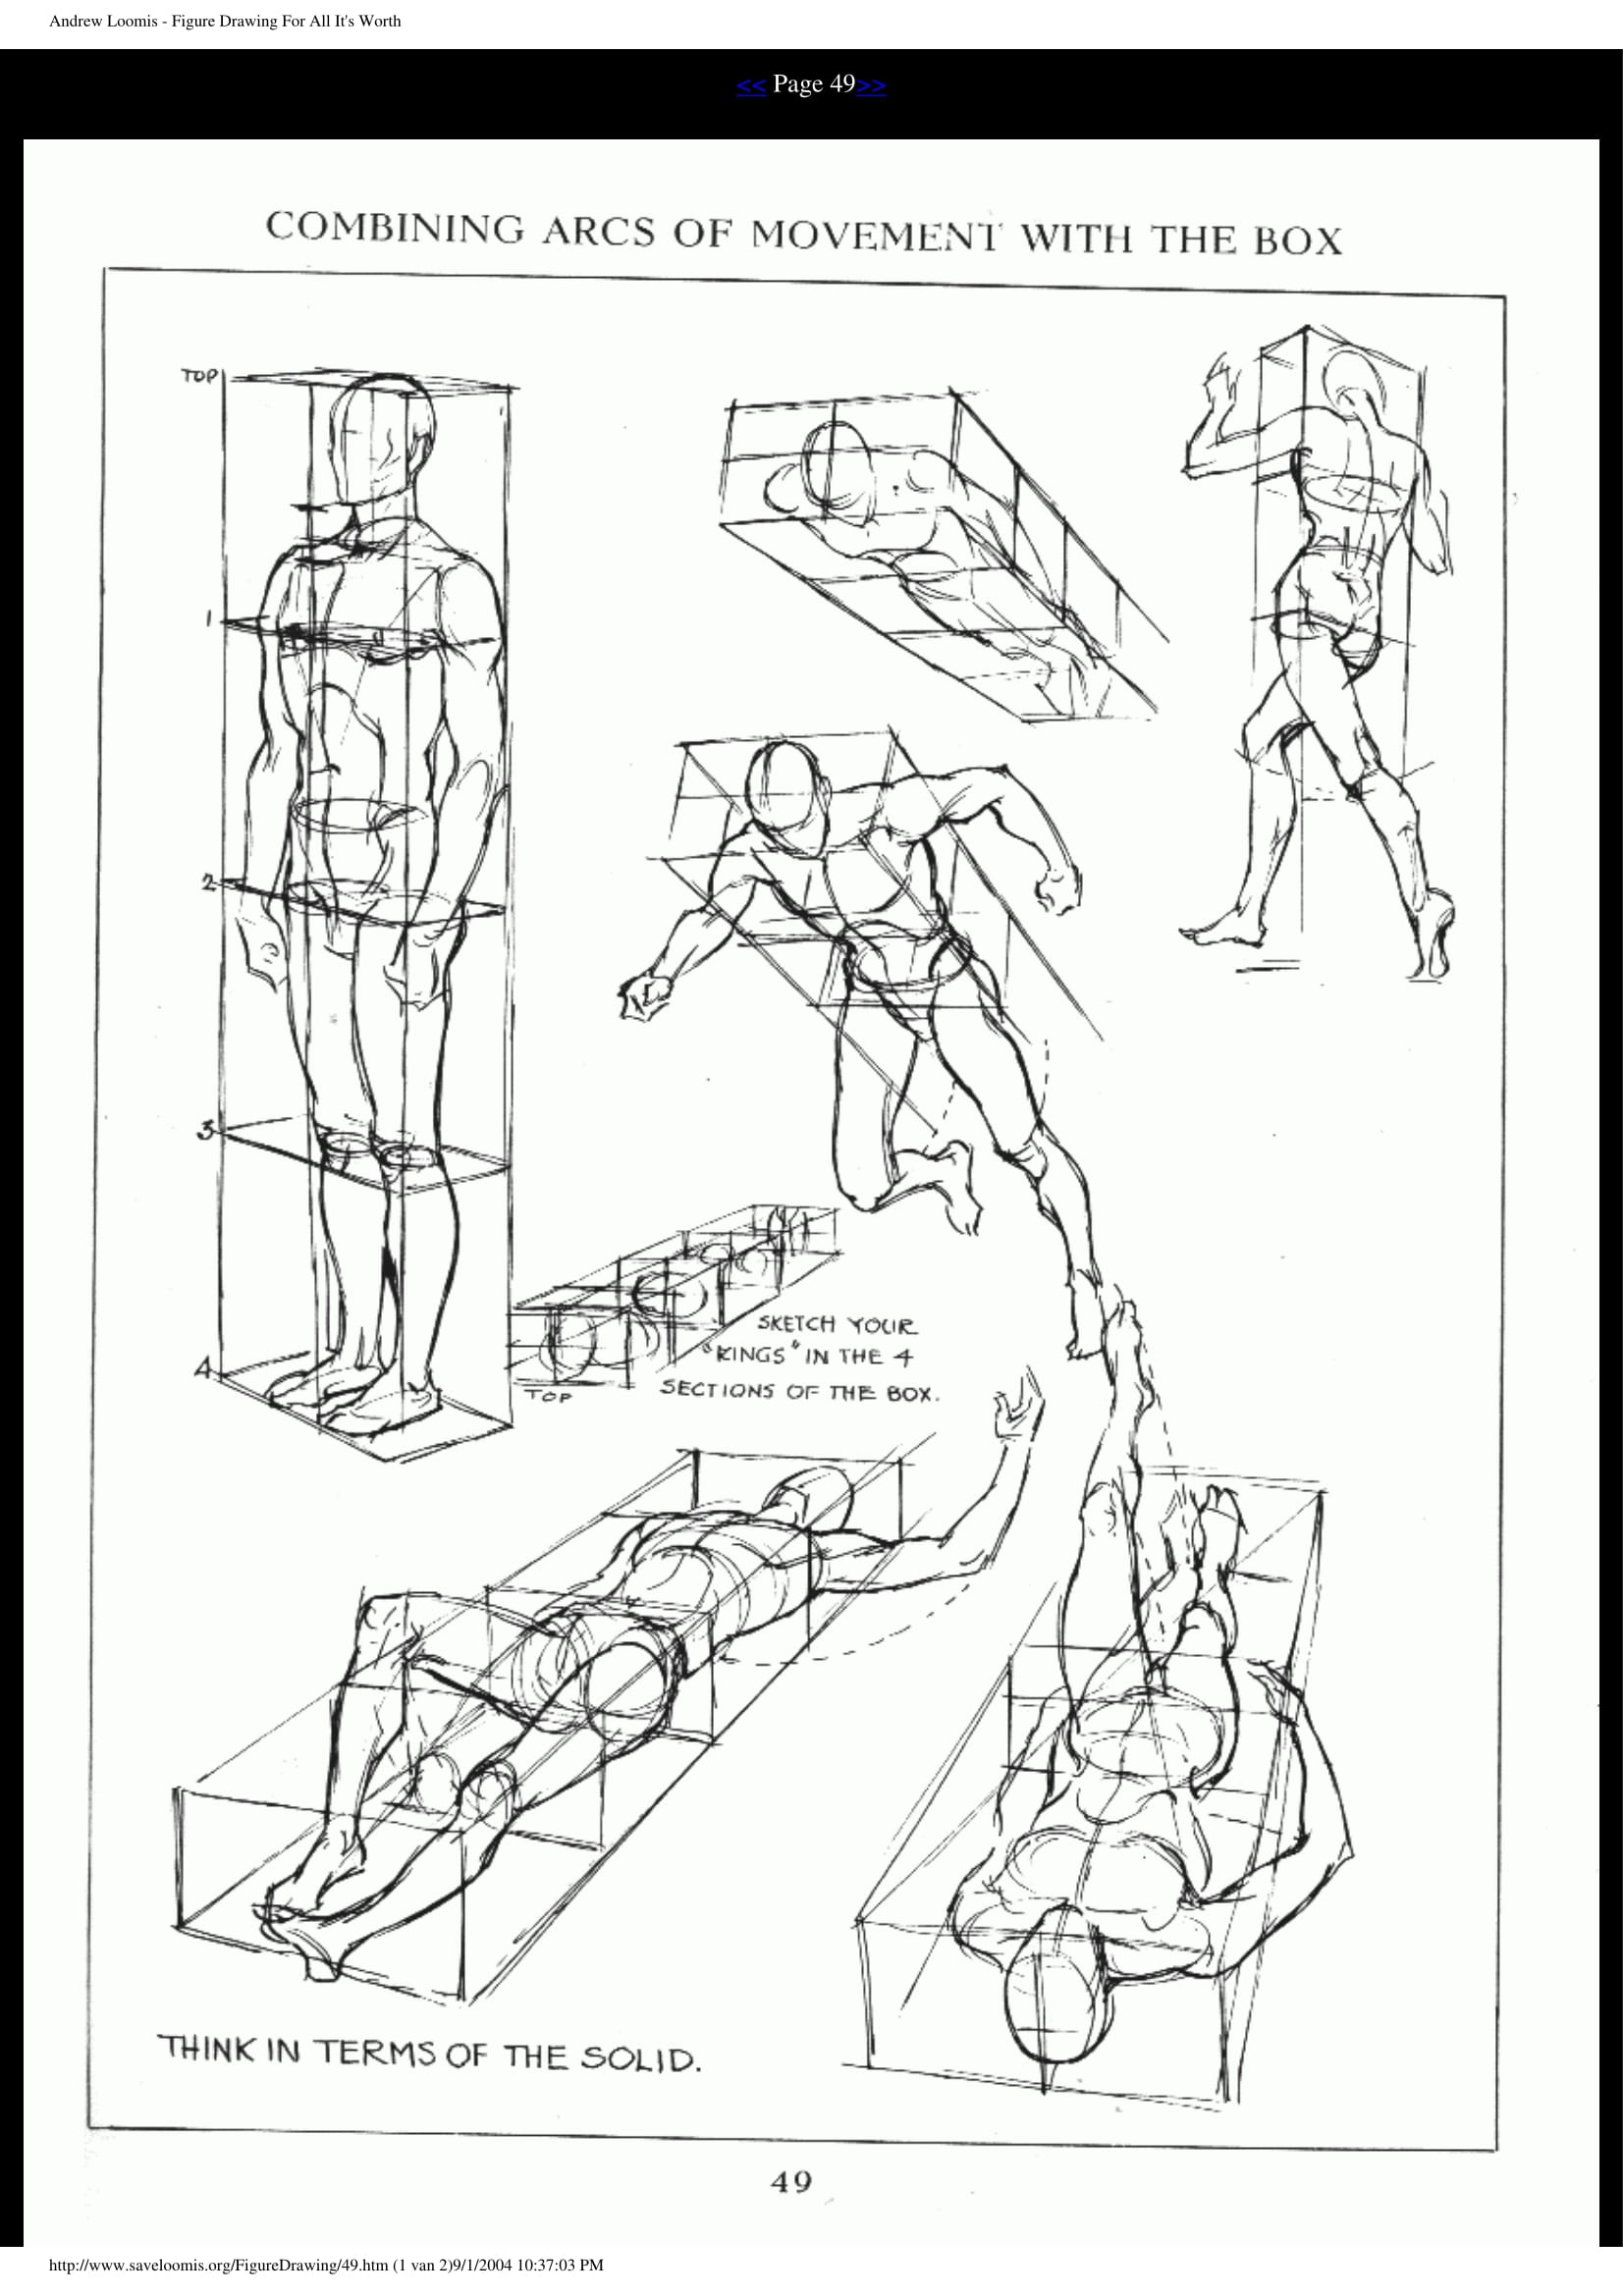 Andrew Loomis - Figure Drawing For All It's Worth
<< Page 49>>
COMBINING ARCS OF MOVEMENT WITH THE BOX
TOP
1
2
3
4
SKETCH YOUR
"RINGS" IN THE 4
SECTIONS OF THE BOX.
TOP
THINK IN TERMS OF THE SOLID.
49
http://www.saveloomis.org/FigureDrawing/49.htm (1 van 2)9/1/2004 10:37:03 PM